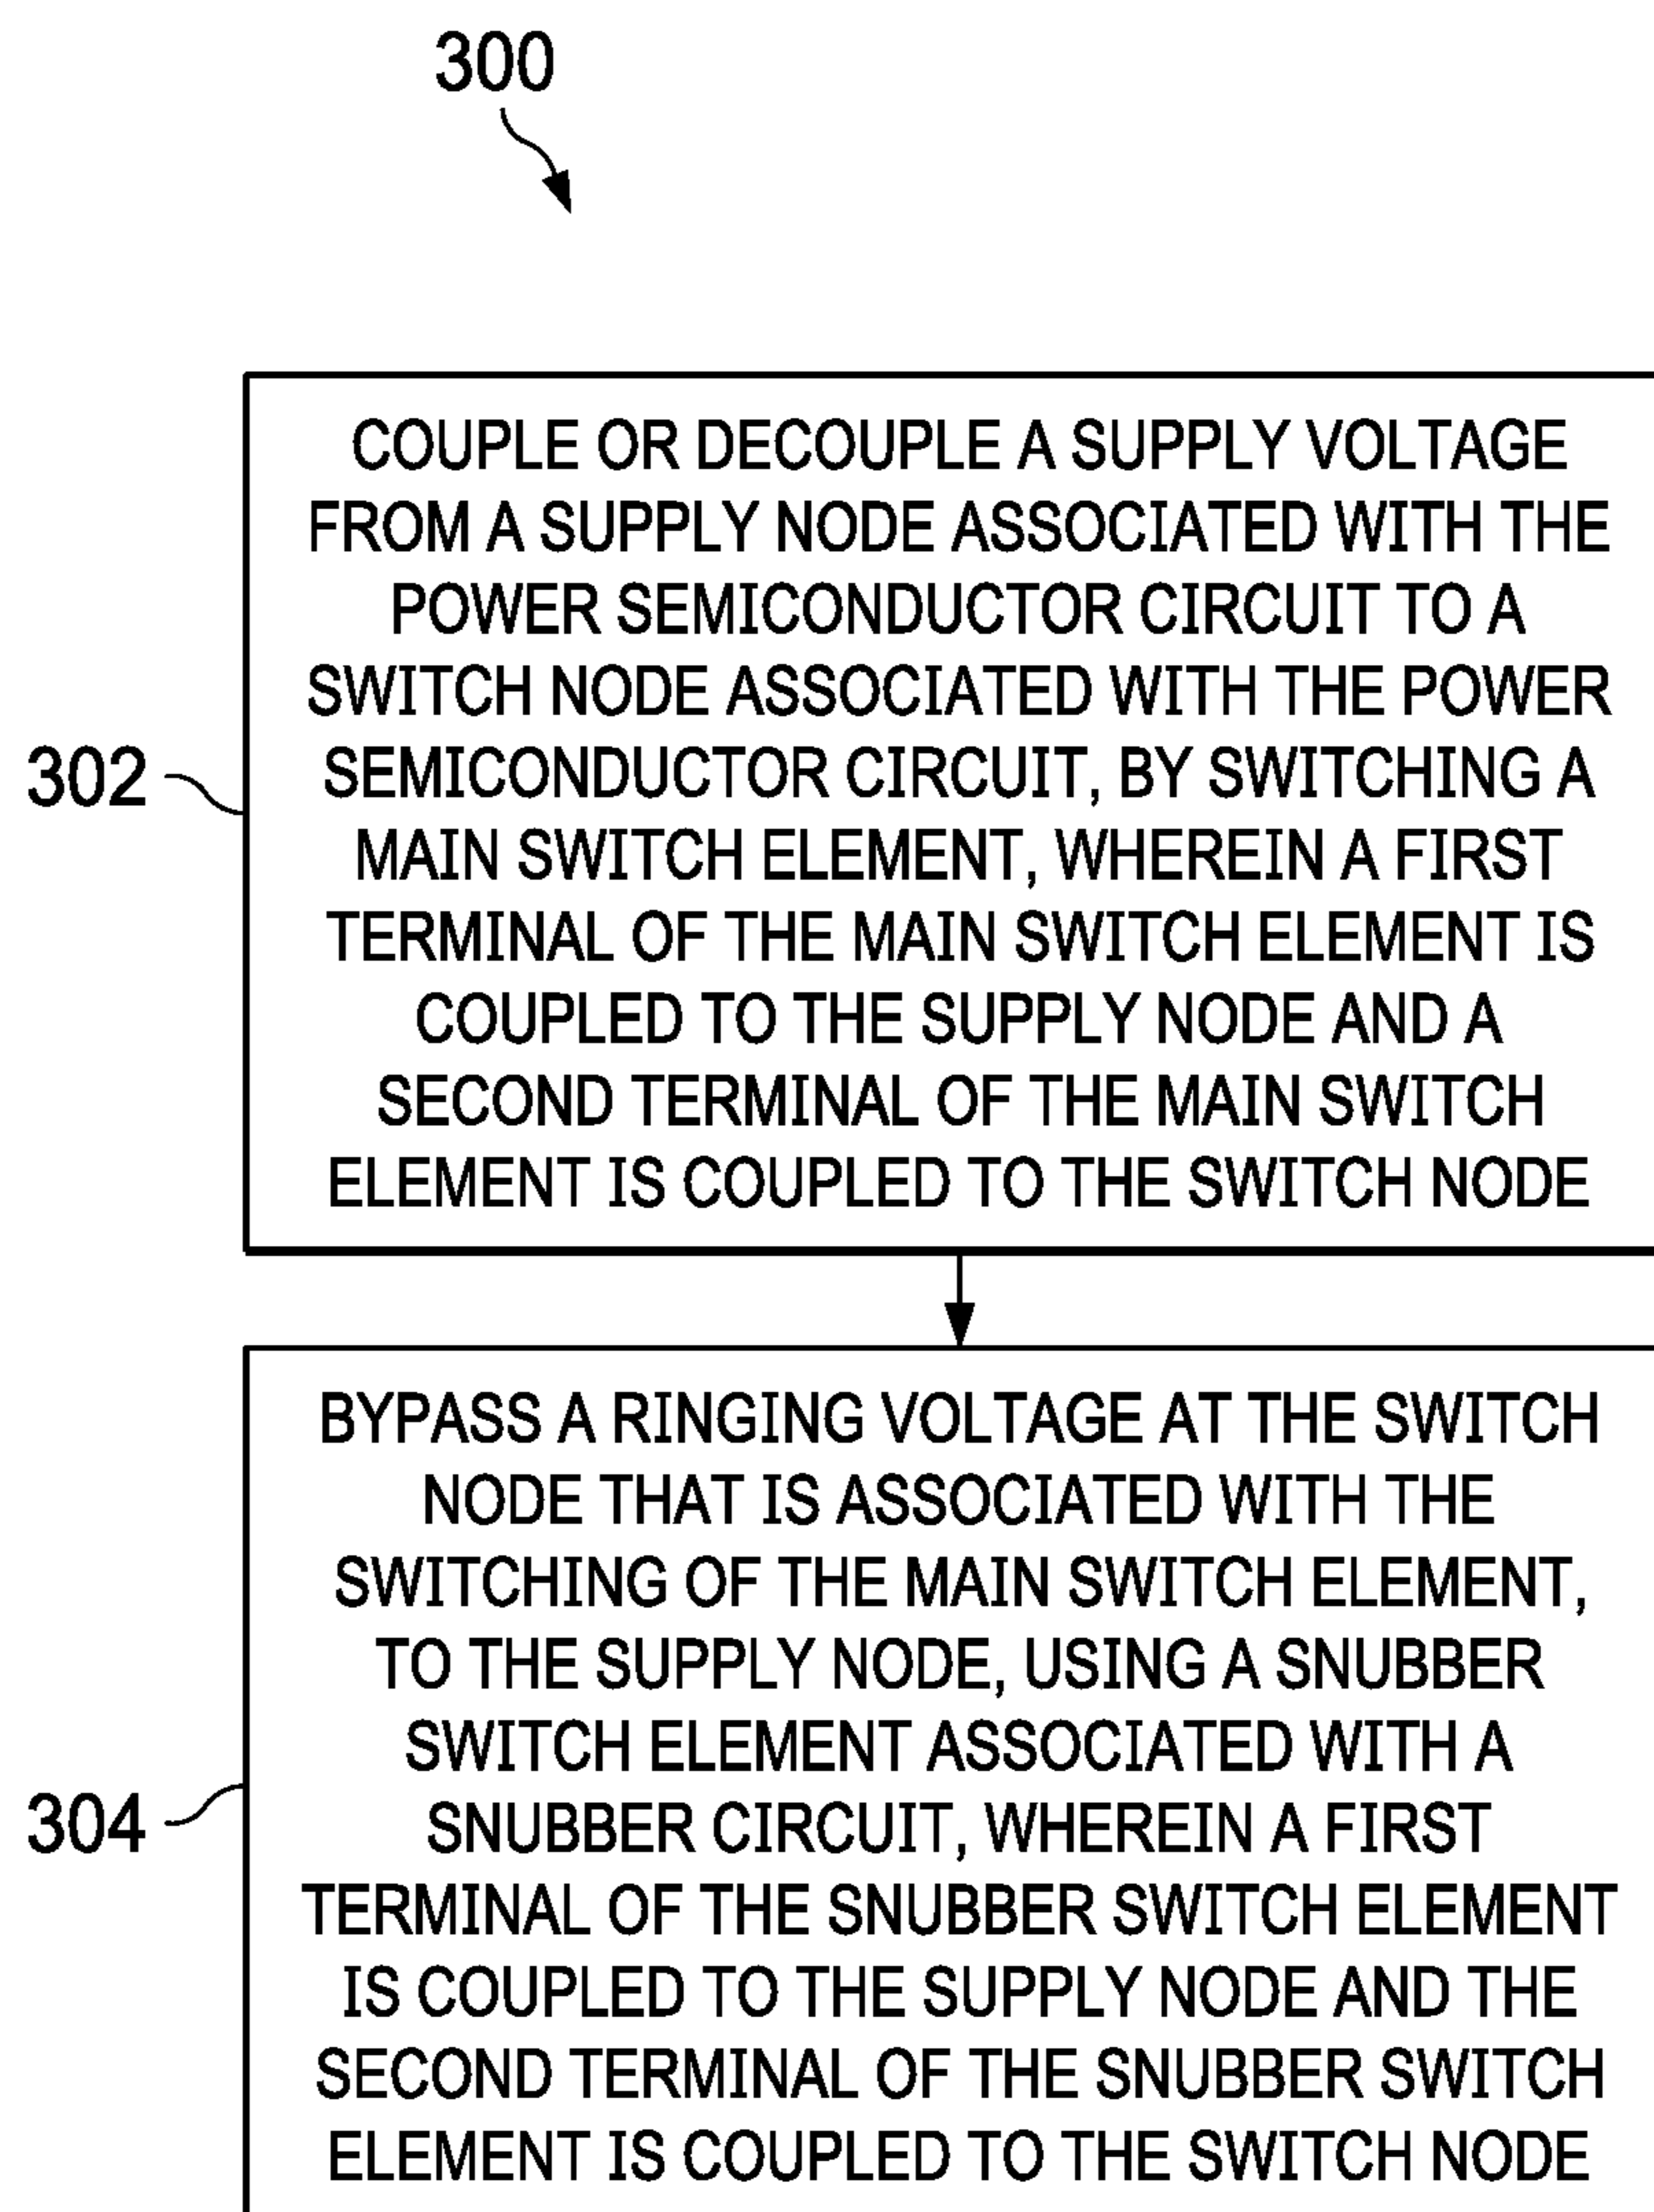 300
COUPLE OR DECOUPLE A SUPPLY VOLTAGE
FROM A SUPPLY NODE ASSOCIATED WITH THE
POWER SEMICONDUCTOR CIRCUIT TO A
SWITCH NODE ASSOCIATED WITH THE POWER
SEMICONDUCTOR CIRCUIT, BY SWITCHING A
MAIN SWITCH ELEMENT, WHEREIN A FIRST
TERMINAL OF THE MAIN SWITCH ELEMENT IS
COUPLED TO THE SUPPLY NODE AND A
SECOND TERMINAL OF THE MAIN SWITCH
ELEMENT IS COUPLED TO THE SWITCH NODE
302
BYPASS A RINGING VOLTAGE AT THE SWITCH
NODE THAT IS ASSOCIATED WITH THE
SWITCHING OF THE MAIN SWITCH ELEMENT,
TO THE SUPPLY NODE, USING A SNUBBER
SWITCH ELEMENT ASSOCIATED WITH A
SNUBBER CIRCUIT, WHEREIN A FIRST
TERMINAL OF THE SNUBBER SWITCH ELEMENT
IS COUPLED TO THE SUPPLY NODE AND THE
SECOND TERMINAL OF THE SNUBBER SWITCH
ELEMENT IS COUPLED TO THE SWITCH NODE
304